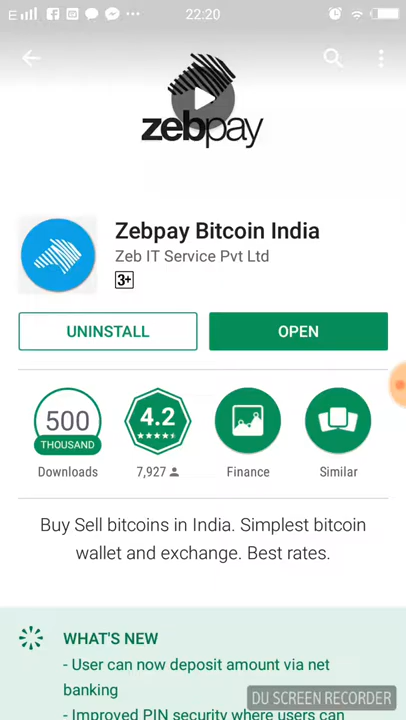 E
22:20
zebpay
Zebpay Bitcoin India
Zeb IT Service Pvt Ltd
3+
UNINSTALL
OPEN
500
THOUSAND
4.2
Downloads
7,927
Finance
Similar
Buy Sell bitcoins in India. Simplest bitcoin
wallet and exchange. Best rates.
WHAT'S NEW
- User can now deposit amount via net
banking
- Improved PIN security where users can
DU SCREEN RECORDER